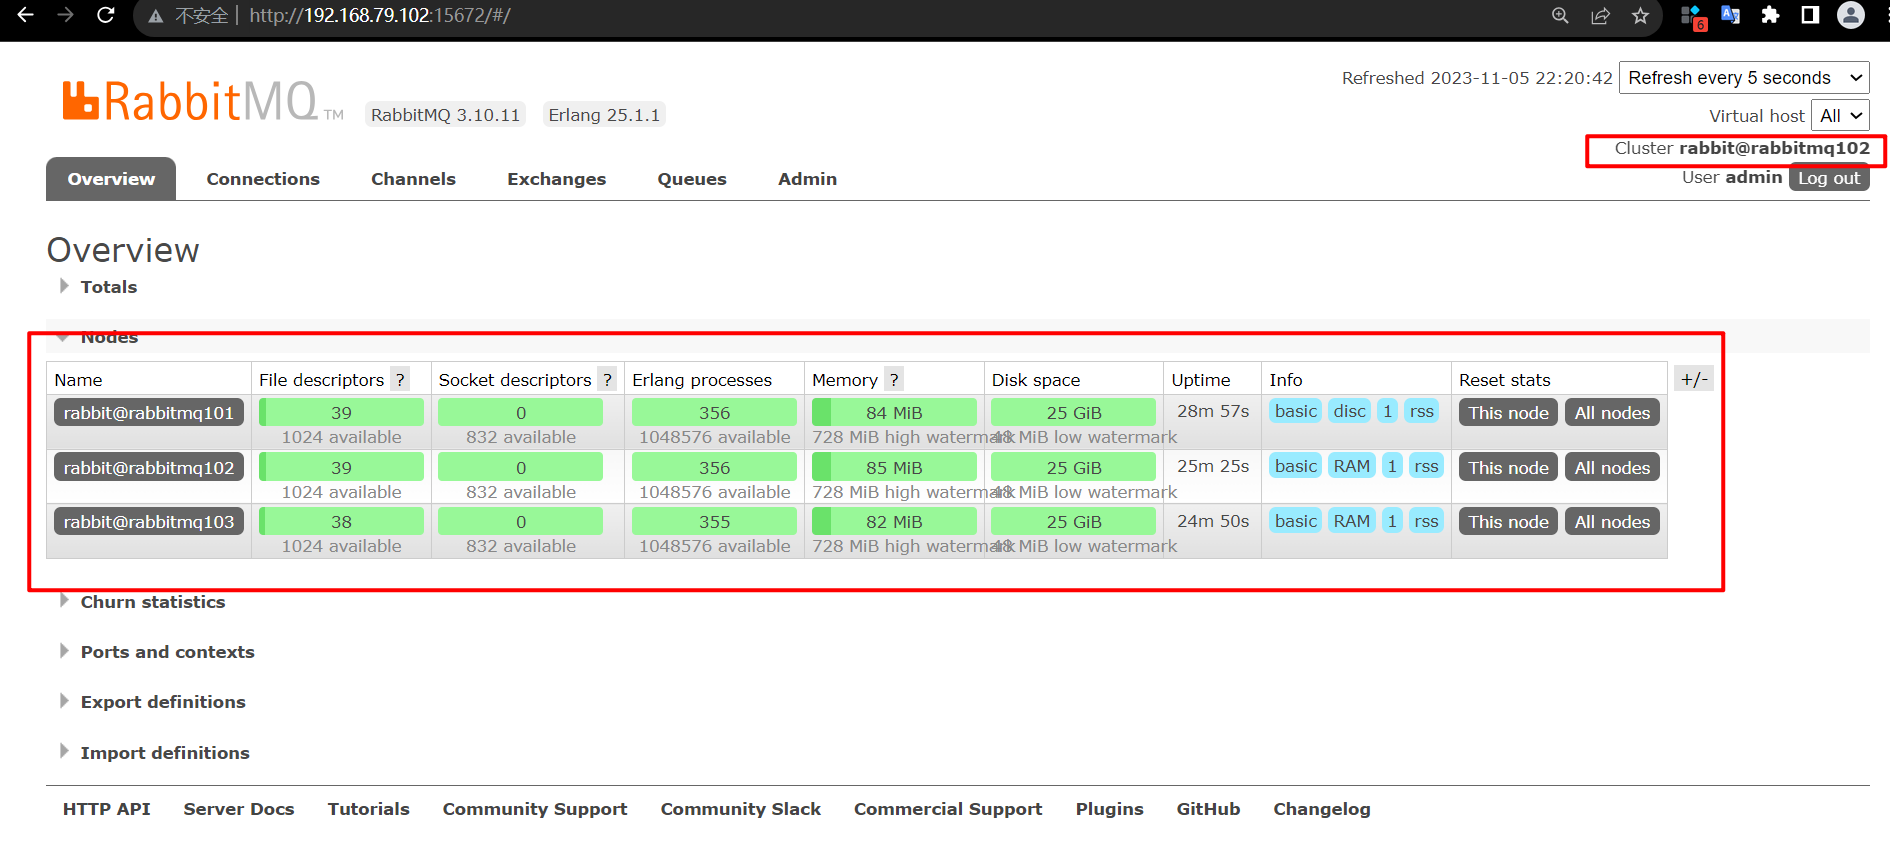 不安全 http://192.168.79.102:15672/#/
6
Refreshed 2023-11-05 22:20:42 Refresh every 5 seconds
RabbitMQ TM RabbitMQ 3.10.11 Erlang 25.1.1
Virtual host All
Cluster rabbit@rabbitmq102
User admin Log out
Overview Connections Channels Exchanges Queues Admin
Overview
Totals
Nodes
Name File descriptors ? Socket descriptors ? Erlang processes Memory ? Disk space Uptime Info Reset stats +/-
rabbit@rabbitmq101 39 0 356 84 MiB 25 GiB 28m 57s basic disc 1 rss This node All nodes
1024 available 832 available 1048576 available 728 MiB high watermark 48 MiB low watermark
rabbit@rabbitmq102 39 0 356 85 MiB 25 GiB 25m 25s basic RAM 1 rss This node All nodes
1024 available 832 available 1048576 available 728 MiB high watermark 48 MiB low watermark
rabbit@rabbitmq103 38 0 355 82 MiB 25 GiB 24m 50s basic RAM 1 rss This node All nodes
1024 available 832 available 1048576 available 728 MiB high watermark 48 MiB low watermark
Churn statistics
Ports and contexts
Export definitions
Import definitions
HTTP API Server Docs Tutorials Community Support Community Slack Commercial Support Plugins GitHub Changelog